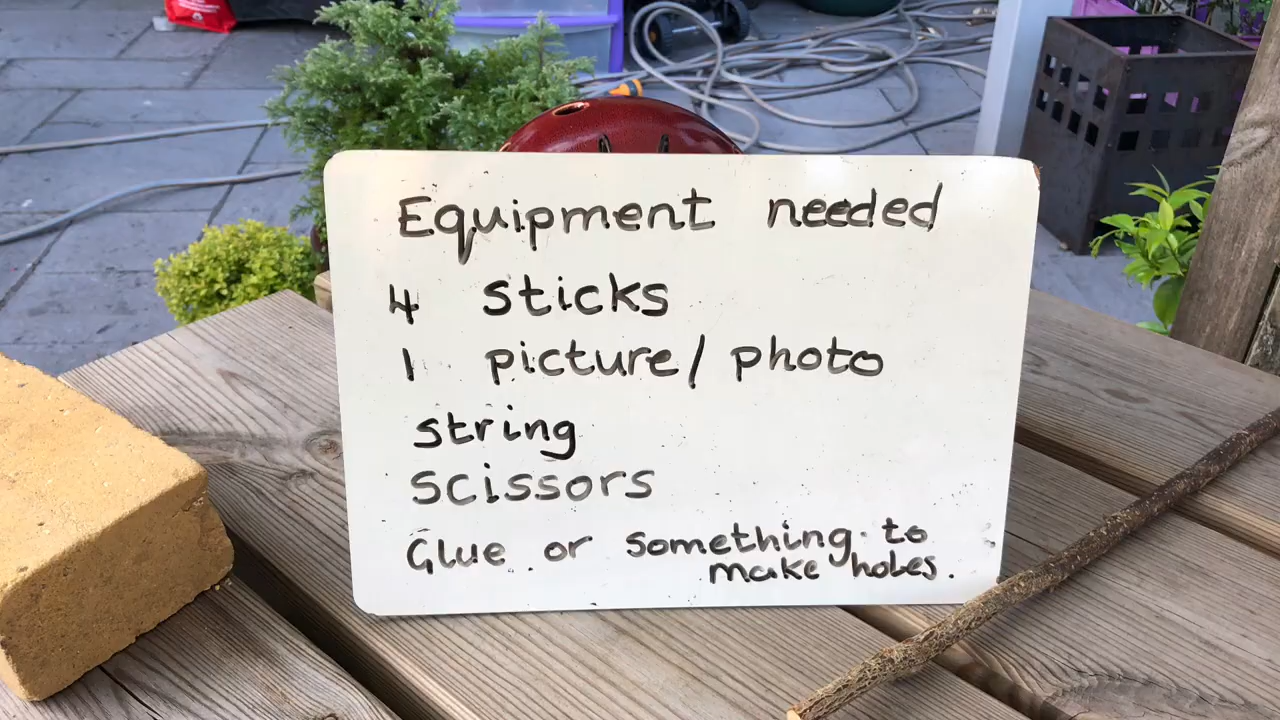 Equipment needed
4 sticks
1 picture/ photo
string
scissors
Glue or something to
make holes.